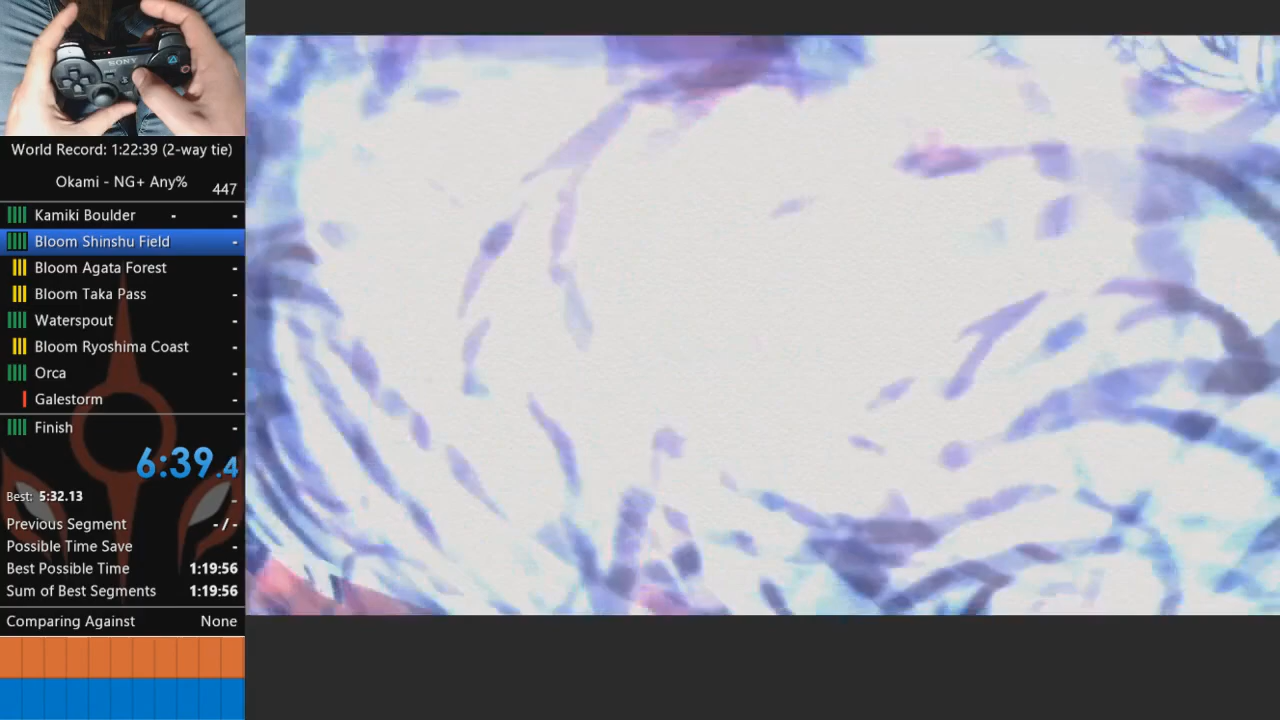 SONY
World Record: 1:22:39 (2-way tie)
Okami - NG+ Any%
447
Kamiki Boulder - -
Bloom Shinshu Field -
Bloom Agata Forest -
Bloom Taka Pass -
Waterspout -
Bloom Ryoshima Coast -
Orca -
Galestorm -
Finish -
6:39.4
Best: 5:32.13 -
Previous Segment - / -
Possible Time Save -
Best Possible Time 1:19:56
Sum of Best Segments 1:19:56
Comparing Against None